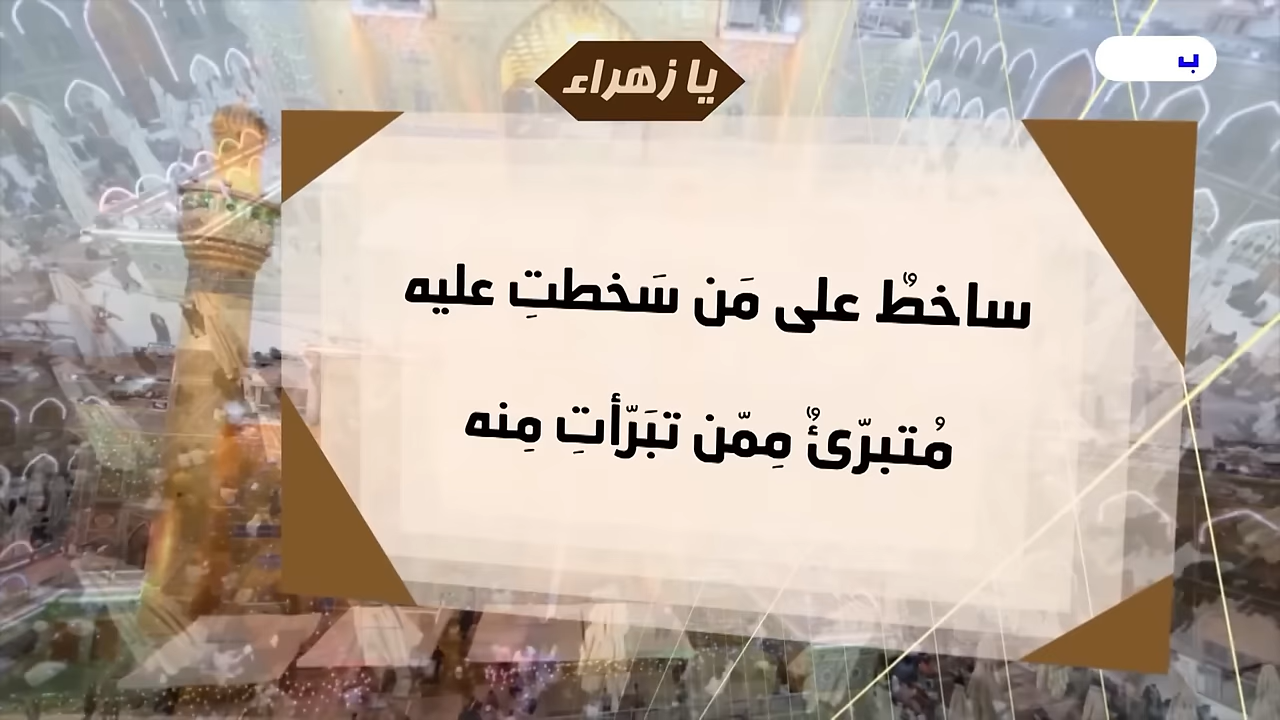 يا زهراء
ب
ساخطٌ على مَن سَخطتِ عليه
مُتبرّئٌ مِمّن تبَرّأتِ مِنه